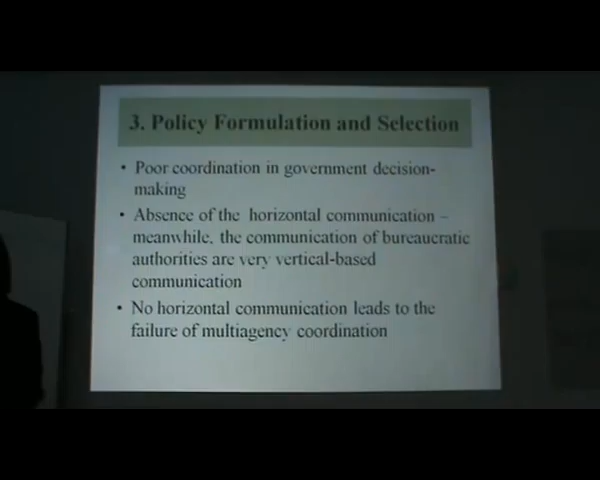 3. Policy Formulation and Selection
• Poor coordination in government decision-
making
• Absence of the horizontal communication –
meanwhile, the communication of bureaucratic
authorities are very vertical-based
communication
• No horizontal communication leads to the
failure of multiagency coordination